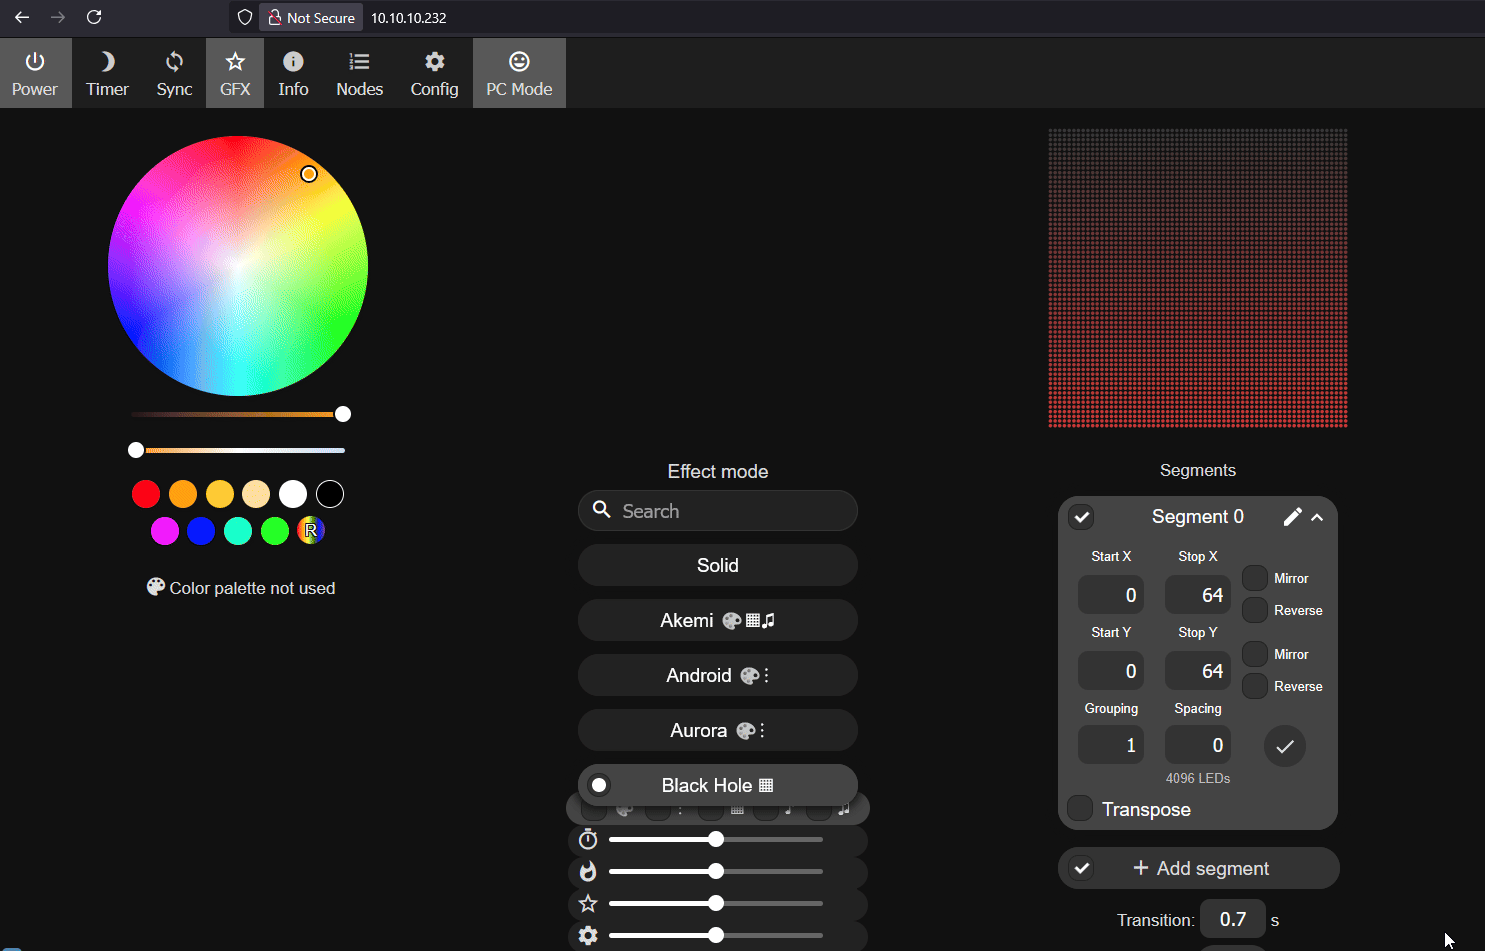 Not Secure 10.10.10.232
Power Timer Sync GFX Info Nodes Config PC Mode
R
Color palette not used
Effect mode
Search
Solid
Akemi
Android
Aurora
Black Hole
Segments
Segment 0
Start X Stop X
0 64
Mirror
Reverse
Start Y Stop Y
0 64
Mirror
Reverse
Grouping Spacing
1 0
4096 LEDs
Transpose
+ Add segment
Transition: 0.7 s